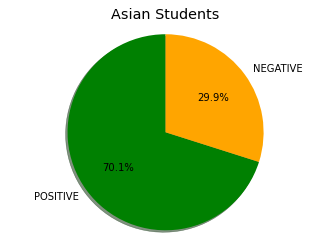 Asian Students
NEGATIVE
29.9%
70.1%
POSITIVE